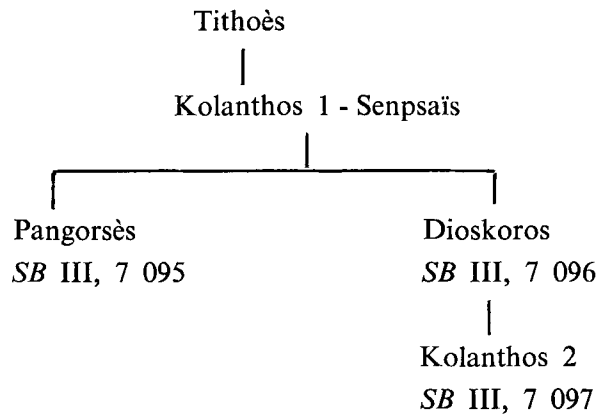 Tithoès
Kolanthos 1 - Senpsaïs
Pangorsès Dioskoros
SB III, 7 095 SB III, 7 096
Kolanthos 2
SB III, 7 097